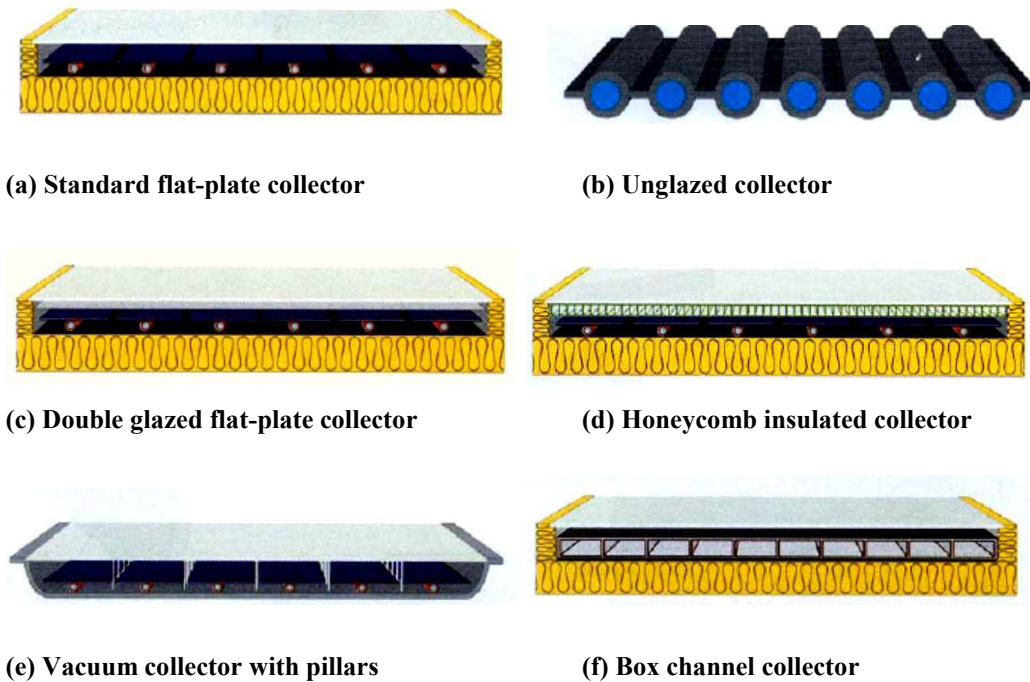 (a) Standard flat-plate collector
(b) Unglazed collector
(c) Double glazed flat-plate collector
(d) Honeycomb insulated collector
(e) Vacuum collector with pillars
(f) Box channel collector